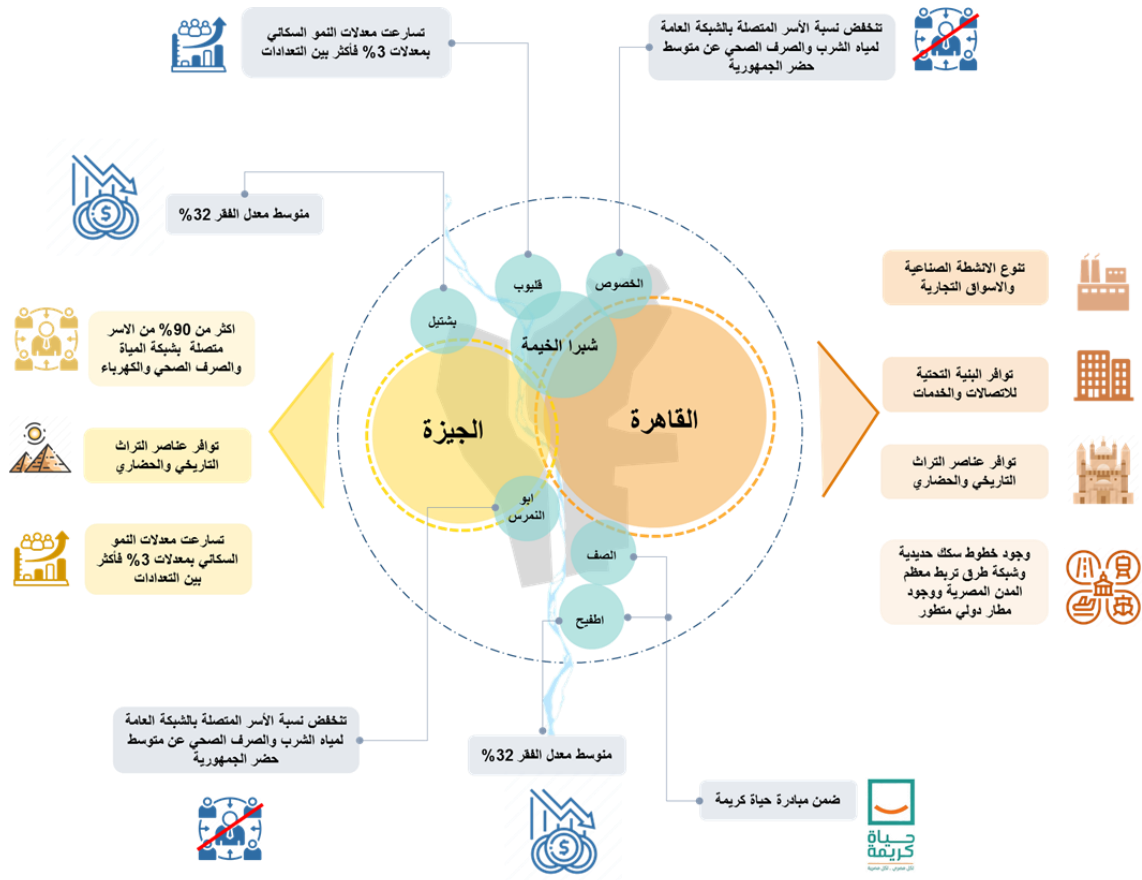 تسارعت معدلات النمو السكاني
بمعدلات 3% فأكثر بين التعدادات
تنخفض نسبة الأسر المتصلة بالشبكة العامة
لمياه الشرب والصرف الصحي عن متوسط
حضر الجمهورية
متوسط معدل الفقر 32%
تنوع الانشطة الصناعية
والاسواق التجارية
توافر البنية التحتية
للاتصالات والخدمات
توافر عناصر التراث
التاريخي والحضاري
وجود خطوط سكك حديدية
وشبكة طرق تربط معظم
المدن المصرية ووجود
مطار دولي متطور
الخصوص
قليوب
بشتيل
شبرا الخيمة
القاهرة
الجيزة
ابو
النمرس
الصف
اطفيح
اكثر من 90% من الاسر
متصلة بشبكة المياة
والصرف الصحي والكهرباء
توافر عناصر التراث
التاريخي والحضاري
تسارعت معدلات النمو
السكاني بمعدلات 3% فأكثر
بين التعدادات
تنخفض نسبة الأسر المتصلة بالشبكة العامة
لمياه الشرب والصرف الصحي عن متوسط
حضر الجمهورية
متوسط معدل الفقر 32%
ضمن مبادرة حياة كريمة
حياة
كريمة